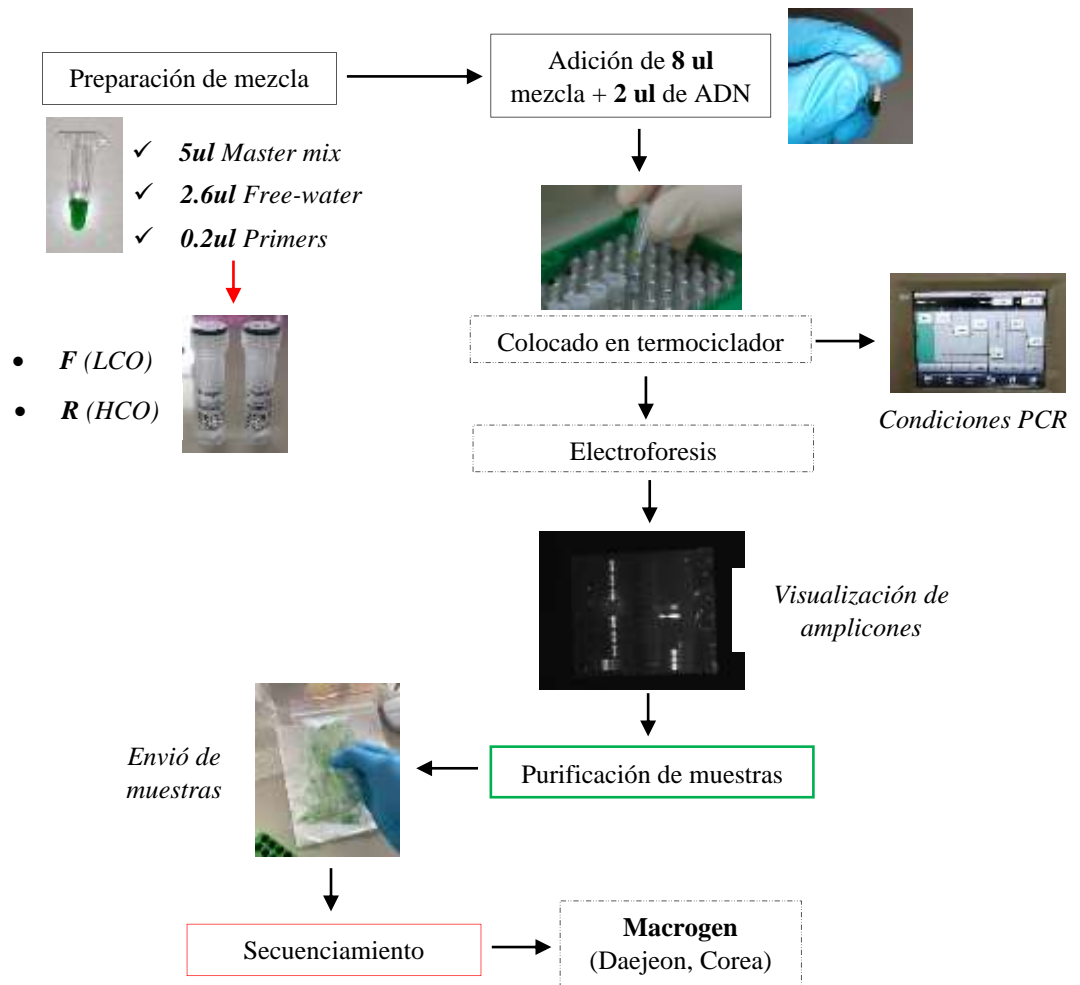 Preparación de mezcla
Adición de 8 ul
mezcla + 2 ul de ADN
✓ 5ul Master mix
✓ 2.6ul Free-water
✓ 0.2ul Primers
• F (LCO)
• R (HCO)
Colocado en termociclador
Condiciones PCR
Electroforesis
Visualización de
amplicones
Purificación de muestras
Envió de
muestras
Secuenciamiento
Macrogen
(Daejeon, Corea)